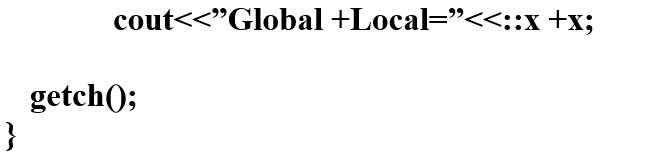 cout<<”Global +Local=”<<::x +x;
getch();
}